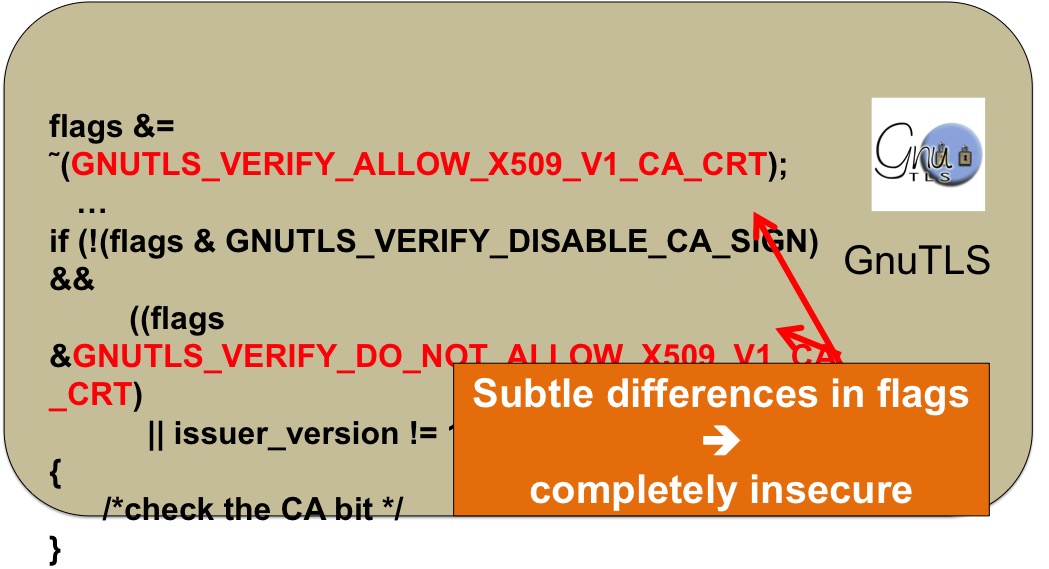 flags &=
~(GNUTLS_VERIFY_ALLOW_X509_V1_CA_CRT);
…
if (!(flags & GNUTLS_VERIFY_DISABLE_CA_SIGN)
&&
((flags
&GNUTLS_VERIFY_DO_NOT_ALLOW_X509_V1_CA
_CRT)
|| issuer_version !=
{
/*check the CA bit */
}
Gnu
TLS
GnuTLS
Subtle differences in flags
➔
completely insecure